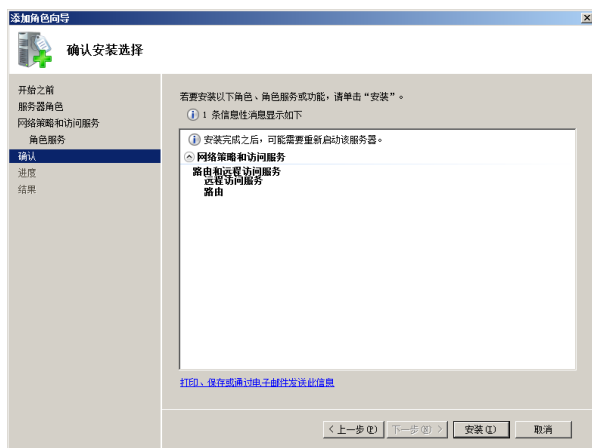 添加角色向导
确认安装选择
开始之前
服务器角色
网络策略和访问服务
角色服务
确认
进度
结果
若要安装以下角色、角色服务或功能，请单击“安装”。
1 条信息性消息显示如下
安装完成之后，可能需要重新启动该服务器。
网络策略和访问服务
路由和远程访问服务
远程访问服务
路由
打印、保存或通过电子邮件发送此信息
< 上一步(P) 下一步(N) > 安装(I) 取消